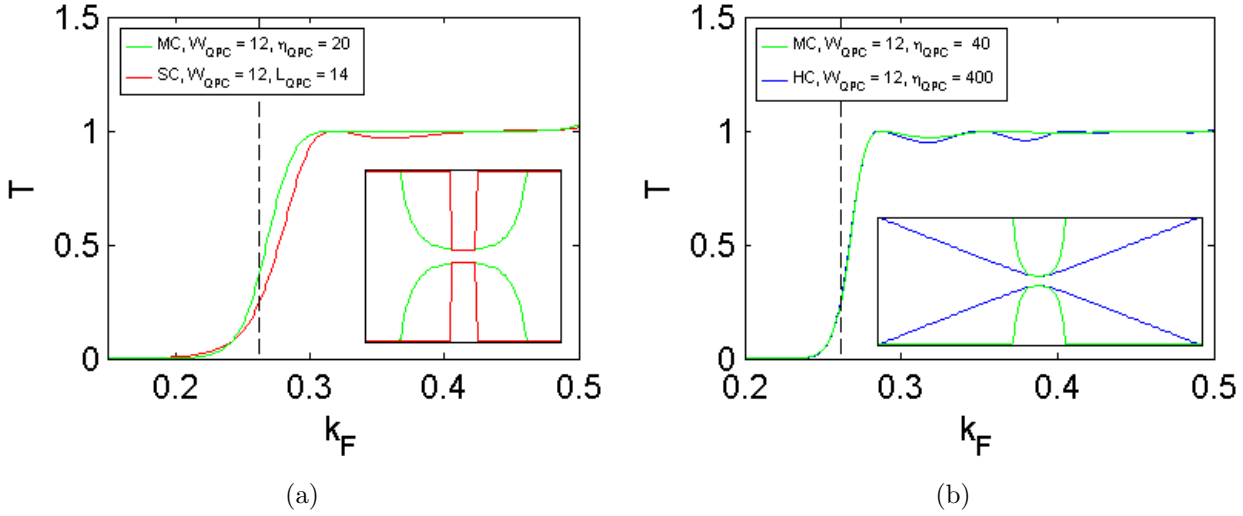 1.5
1
0.5
0
T
MC, W_QPC = 12, η_QPC = 20
SC, W_QPC = 12, L_QPC = 14
0.2 0.3 0.4 0.5
k_F
(a)
1.5
1
0.5
0
T
MC, W_QPC = 12, η_QPC = 40
HC, W_QPC = 12, η_QPC = 400
0.2 0.3 0.4 0.5
k_F
(b)